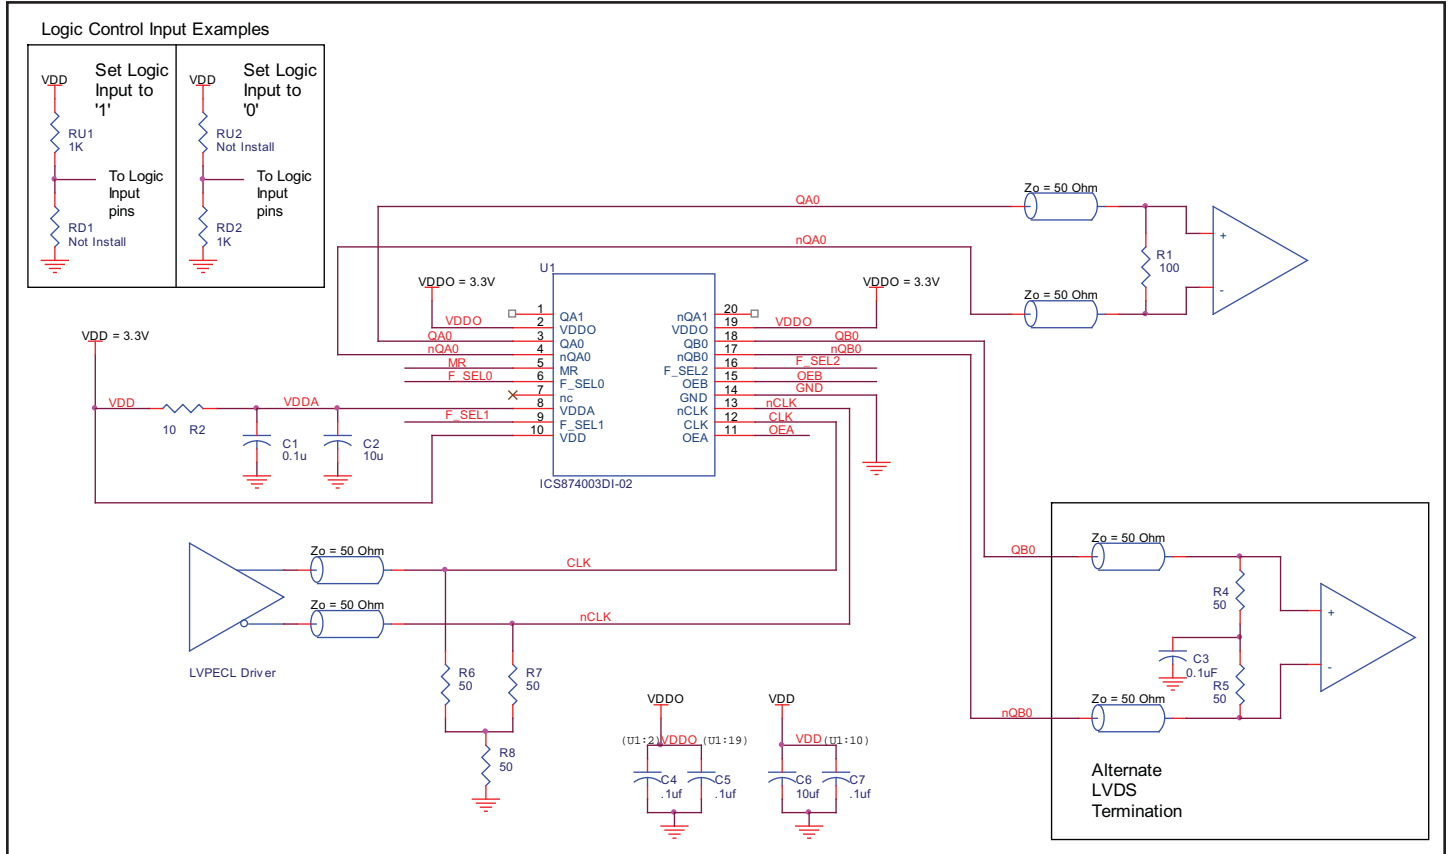 Logic Control Input Examples
VDD
Set Logic
Input to
'1'
RU1
1K
To Logic
Input
pins
RD1
Not Install
VDD
Set Logic
Input to
'0'
RU2
Not Install
To Logic
Input
pins
RD2
1K
QA0
Zo = 50 Ohm
nQA0
Zo = 50 Ohm
R1
100
+
-
U1
VDDO = 3.3V
VDDO = 3.3V
VDD = 3.3V
1 QA1
VDDO 2 VDDO
QA0 3 QA0
nQA0 4 nQA0
MR 5 MR
F_SEL0 6 F_SEL0
7 nc
8 VDDA
F_SEL1 9 F_SEL1
10 VDD
nQA1 20
VDDO 19 VDDO
QB0 18 QB0
nQB0 17 nQB0
F_SEL2 16 F_SEL2
OEB 15 OEB
GND 14 GND
nCLK 13 nCLK
CLK 12 CLK
OEA 11 OEA
ICS874003DI-02
VDD
10 R2
VDDA
C1
0.1u
C2
10u
Zo = 50 Ohm
CLK
Zo = 50 Ohm
nCLK
LVPECL Driver
R6
50
R7
50
R8
50
VDDO
(U1:2) VDDO (U1:19)
C4
.1uf
C5
.1uf
VDD
VDD (U1:10)
C6
10uf
C7
.1uf
QB0
Zo = 50 Ohm
R4
50
C3
0.1uF
R5
50
+
-
nQB0
Zo = 50 Ohm
Alternate
LVDS
Termination